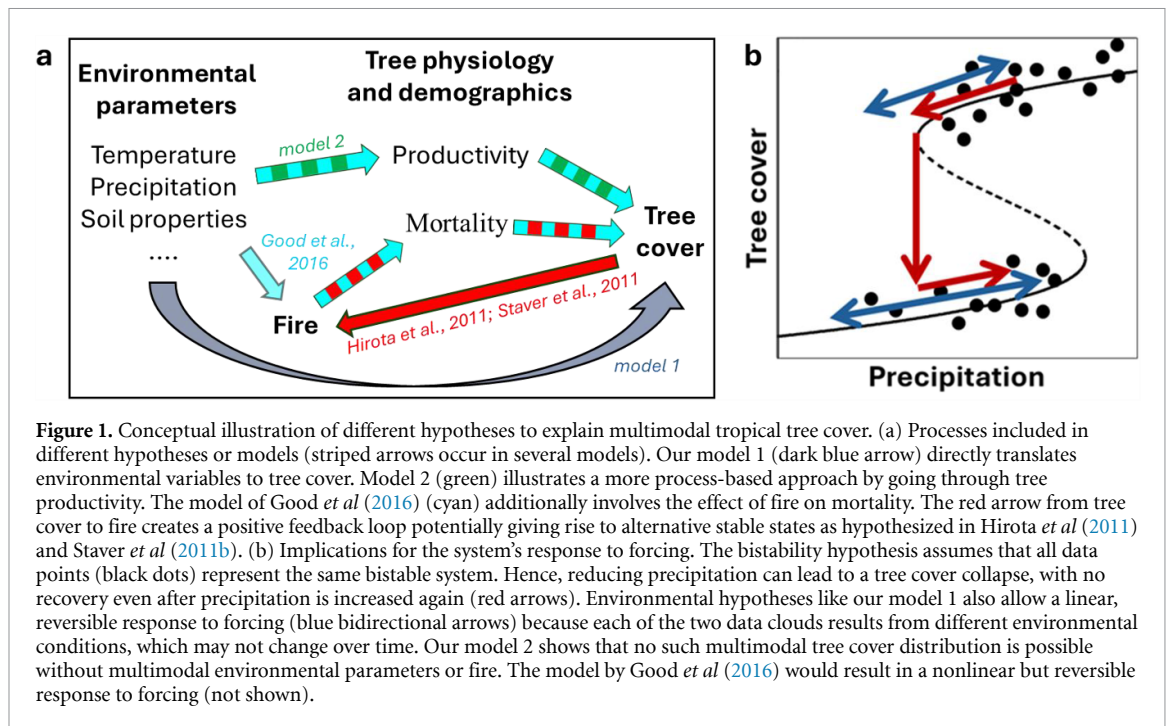 a
Environmental
parameters
Tree physiology
and demographics
Temperature
Precipitation
Soil properties
....
model 2
Productivity
Mortality
Tree
cover
Good et al.,
2016
Fire
Hirota et al., 2011; Staver et al., 2011
model 1
b
Tree cover
Precipitation
Figure 1. Conceptual illustration of different hypotheses to explain multimodal tropical tree cover. (a) Processes included in
different hypotheses or models (striped arrows occur in several models). Our model 1 (dark blue arrow) directly translates
environmental variables to tree cover. Model 2 (green) illustrates a more process-based approach by going through tree
productivity. The model of Good et al (2016) (cyan) additionally involves the effect of fire on mortality. The red arrow from tree
cover to fire creates a positive feedback loop potentially giving rise to alternative stable states as hypothesized in Hirota et al (2011)
and Staver et al (2011b). (b) Implications for the system's response to forcing. The bistability hypothesis assumes that all data
points (black dots) represent the same bistable system. Hence, reducing precipitation can lead to a tree cover collapse, with no
recovery even after precipitation is increased again (red arrows). Environmental hypotheses like our model 1 also allow a linear,
reversible response to forcing (blue bidirectional arrows) because each of the two data clouds results from different environmental
conditions, which may not change over time. Our model 2 shows that no such multimodal tree cover distribution is possible
without multimodal environmental parameters or fire. The model by Good et al (2016) would result in a nonlinear but reversible
response to forcing (not shown).